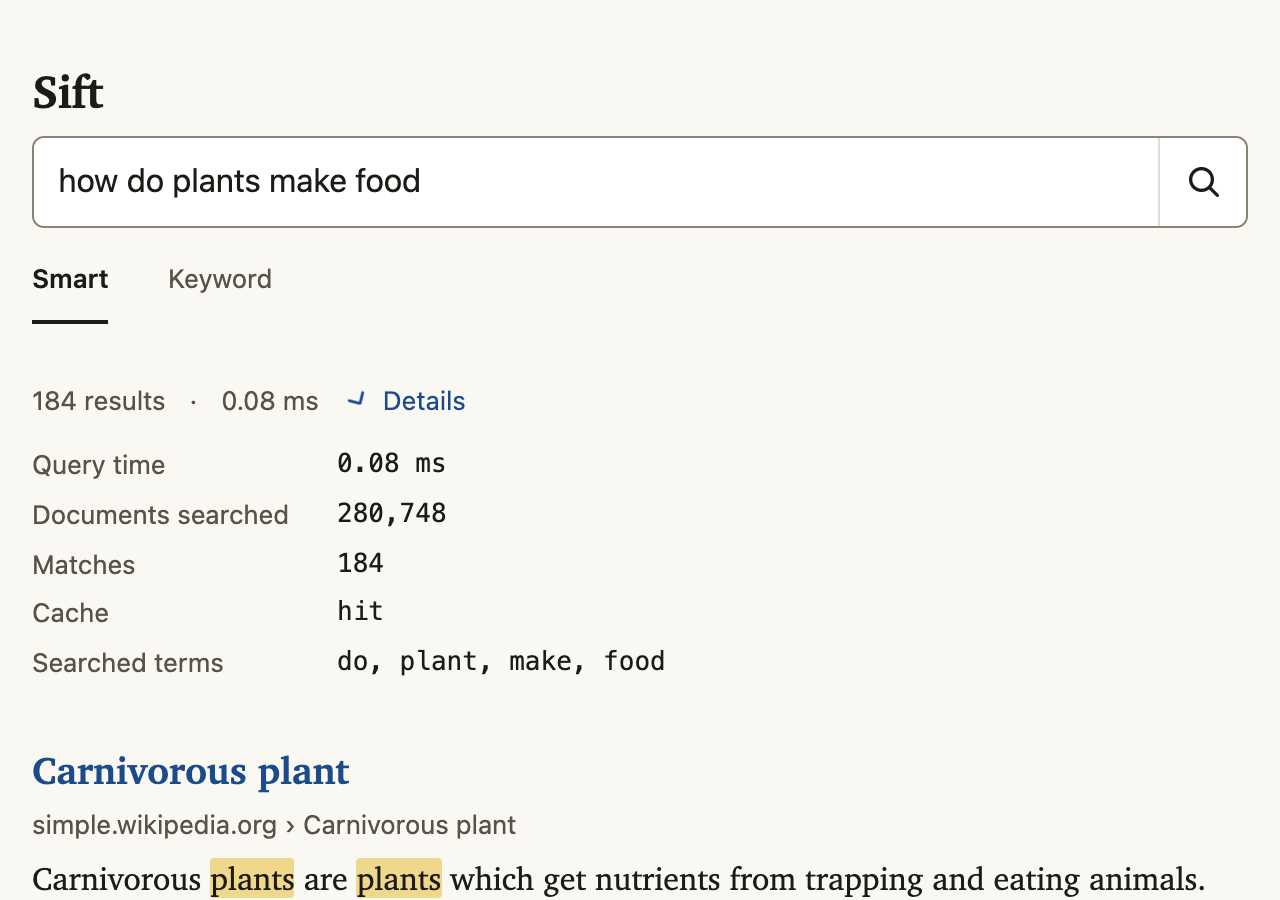 Sift
how do plants make food
Smart Keyword
184 results · 0.08 ms Details
Query time 0.08 ms
Documents searched 280,748
Matches 184
Cache hit
Searched terms do, plant, make, food
Carnivorous plant
simple.wikipedia.org › Carnivorous plant
Carnivorous plants are plants which get nutrients from trapping and eating animals.